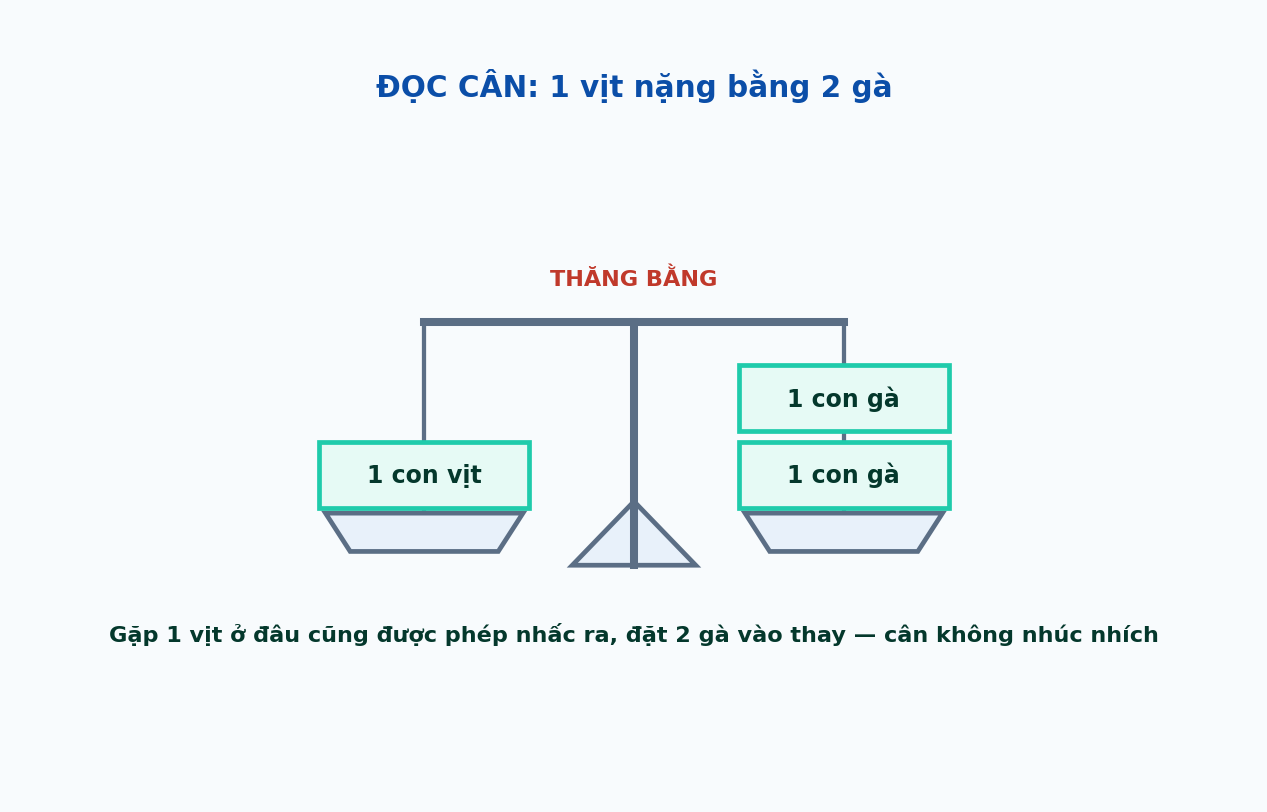 ĐỌC CÂN: 1 vịt nặng bằng 2 gà
THĂNG BẰNG
1 con gà
1 con vịt
1 con gà
Gặp 1 vịt ở đâu cũng được phép nhấc ra, đặt 2 gà vào thay — cân không nhúc nhích